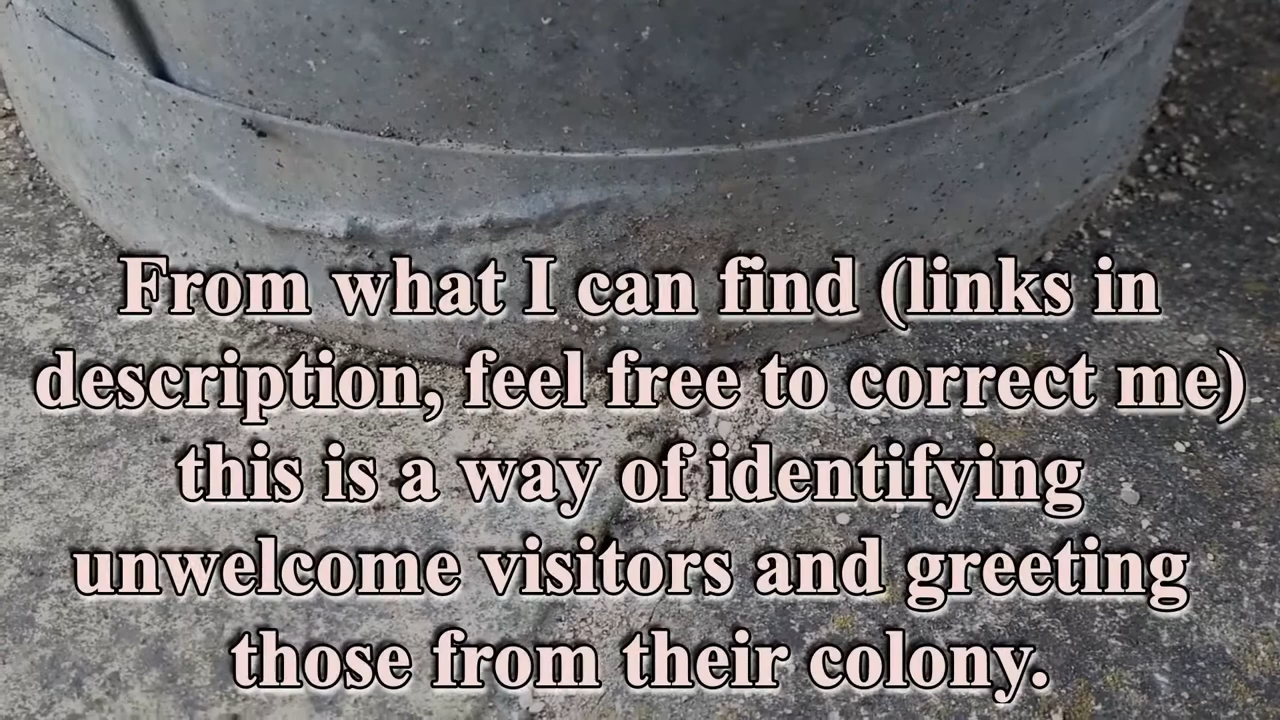 From what I can find (links in
description, feel free to correct me)
this is a way of identifying
unwelcome visitors and greeting
those from their colony.